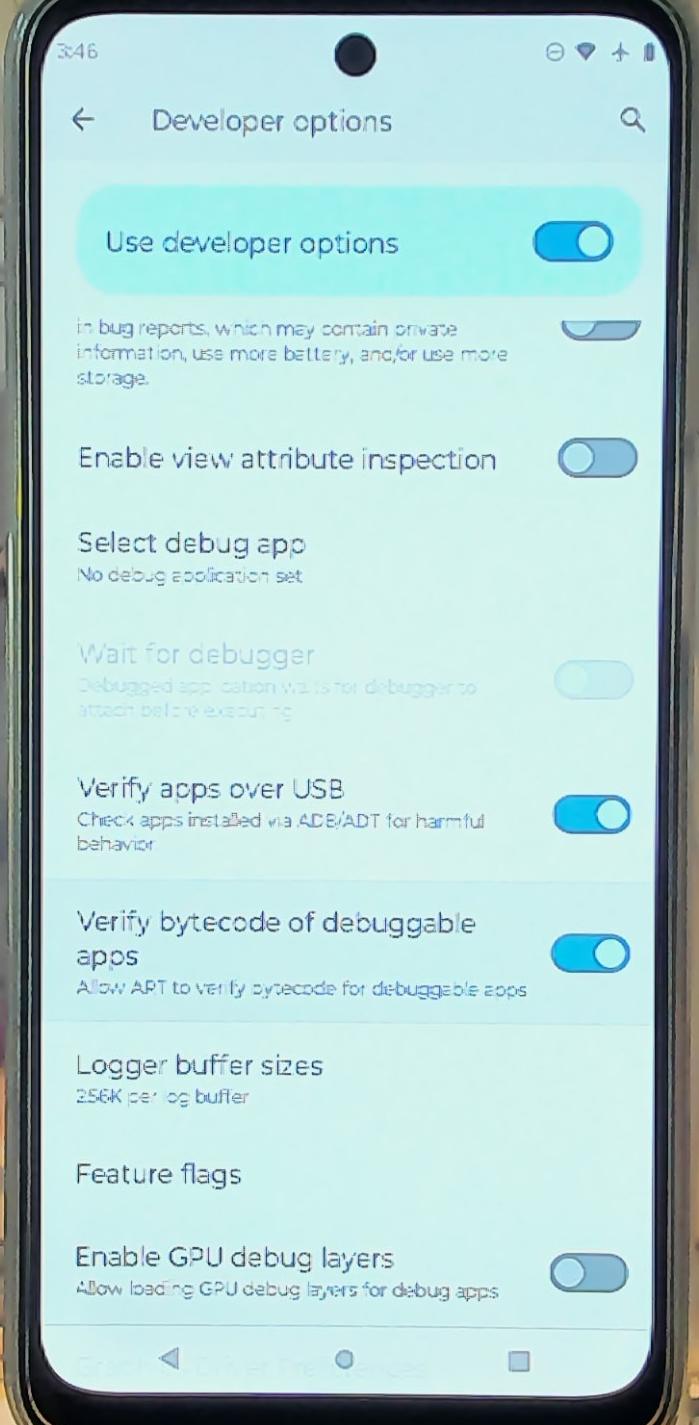 3:46
Developer options
Use developer options
in bug reports, which may contain private
information, use more battery, and/or use more
storage.
Enable view attribute inspection
Select debug app
No debug application set
Wait for debugger
Debugged application waits for debugger to
attach before executing
Verify apps over USB
Check apps installed via ADB/ADT for harmful
behavior
Verify bytecode of debuggable
apps
Allow ART to verify bytecode for debuggable apps
Logger buffer sizes
256K per log buffer
Feature flags
Enable GPU debug layers
Allow loading GPU debug layers for debug apps
Graphics Driver Preferences